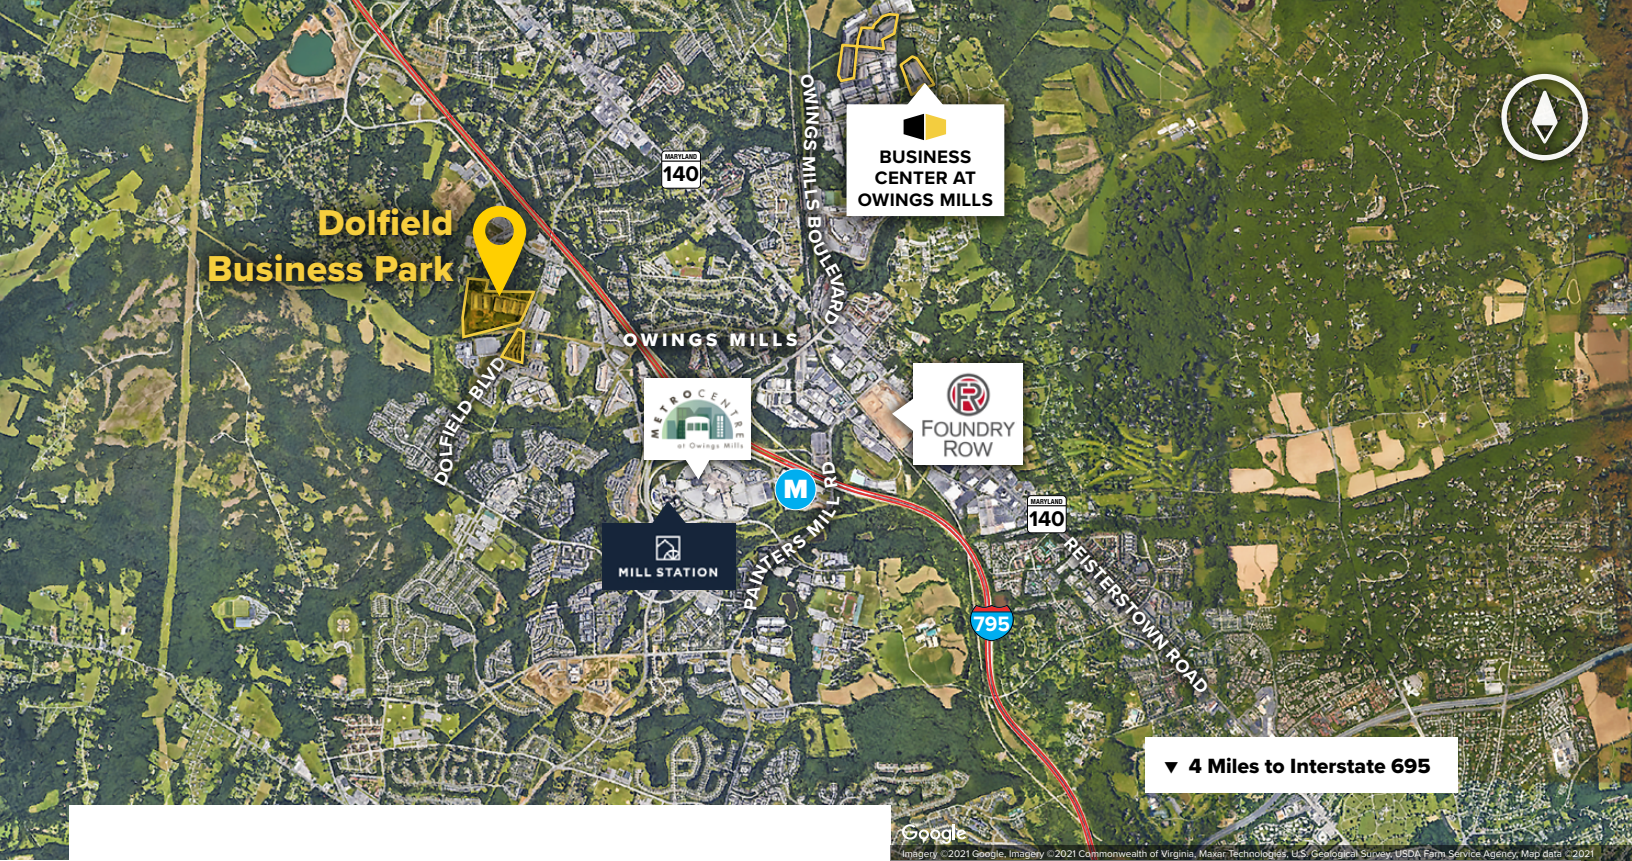 OWINGS MILLS BOULEVARD
BUSINESS
CENTER AT
OWINGS MILLS
MARYLAND
140
Dolfield
Business Park
OWINGS MILLS
DOLFIELD BLVD
METROCENTRE
at Owings Mills
FOUNDRY
ROW
M
PAINTERS MILL RD
MARYLAND
140
MILL STATION
REISTERSTOWN ROAD
795
▼ 4 Miles to Interstate 695
Google
Imagery ©2021 Google, Imagery ©2021 Commonwealth of Virginia, Maxar Technologies, U.S. Geological Survey, USDA Farm Service Agency, Map data ©2021